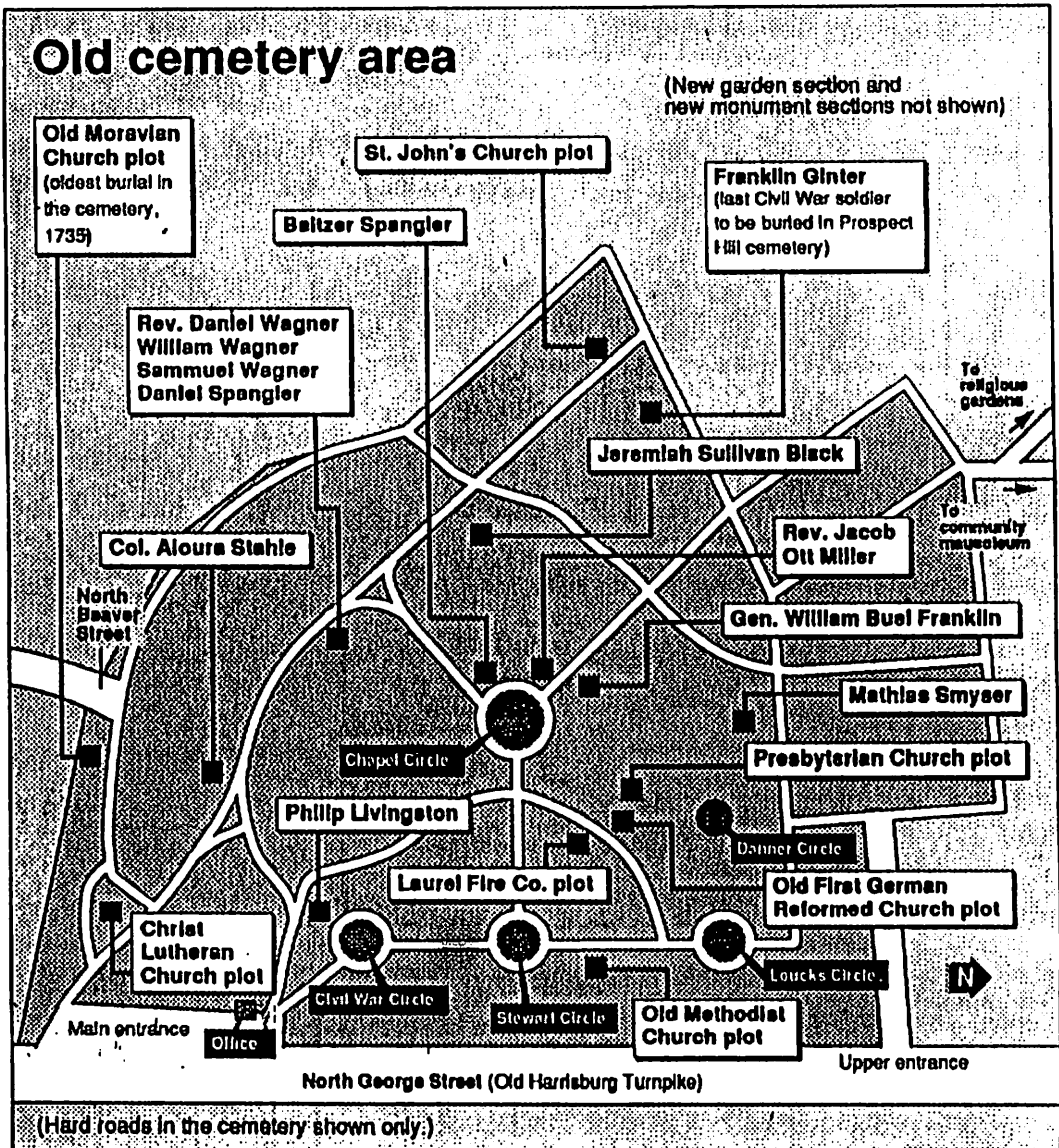 Old cemetery area
(New garden section and
new monument sections not shown)
Old Moravian
Church plot
(oldest burial in
the cemetery,
1735)
St. John's Church plot
Franklin Ginter
(last Civil War soldier
to be buried in Prospect
Hill cemetery)
Baltzer Spangler
Rev. Daniel Wagner
William Wagner
Sammuel Wagner
Daniel Spangler
To
religious
gardens
Jeremiah Sullivan Black
To
community
mausoleum
Rev. Jacob
Ott Miller
Col. Aloura Stahle
North
Beaver
Street
Gen. William Buel Franklin
Mathias Smyser
Chapel Circle
Presbyterian Church plot
Philip Livingston
Danner Circle
Laurel Fire Co. plot
Old First German
Reformed Church plot
Christ
Lutheran
Church plot
Civil War Circle
Stewart Circle
Loucks Circle
N
Old Methodist
Church plot
Main entrance
Office
Upper entrance
North George Street (Old Harrisburg Turnpike)
(Hard roads in the cemetery shown only.)